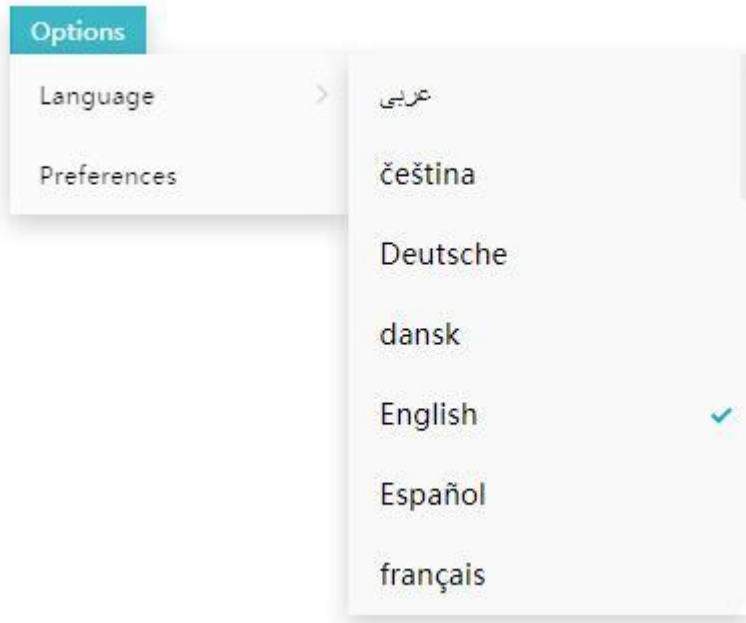 Options
Language
Preferences
عربى
čeština
Deutsche
dansk
English
Español
français